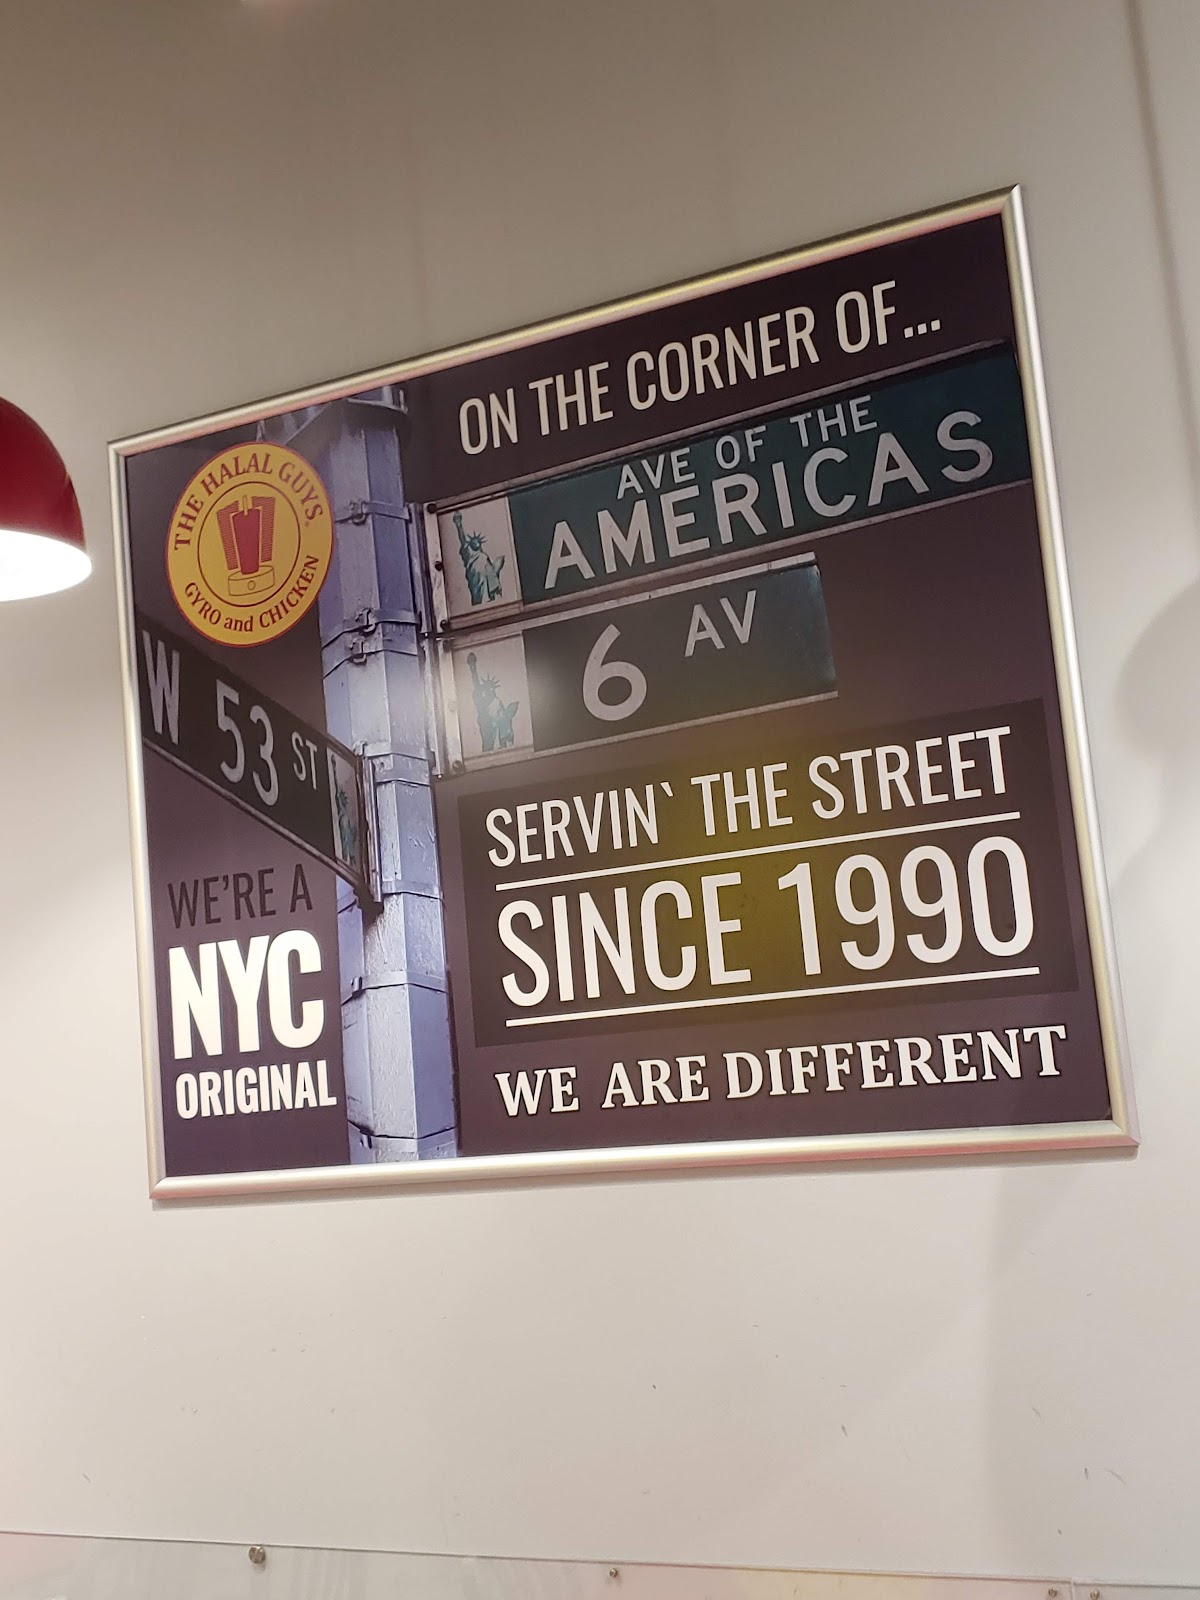 ON THE CORNER OF...
THE HALAL GUYS®
GYRO and CHICKEN
AVE OF THE
AMERICAS
6 AV
W 53 ST
SERVIN` THE STREET
SINCE 1990
WE ARE DIFFERENT
WE'RE A
NYC
ORIGINAL